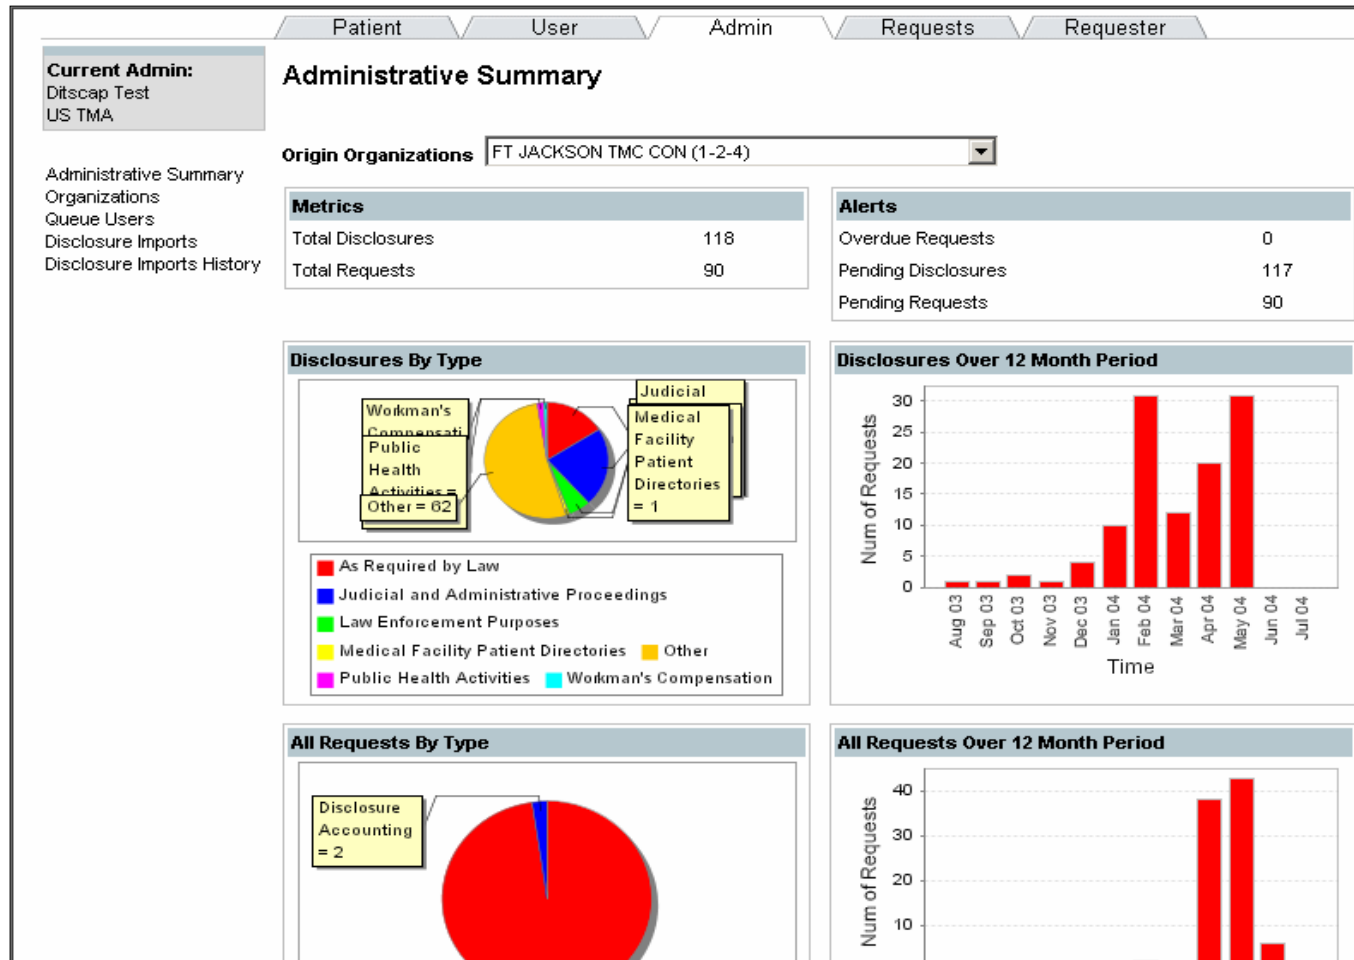 Patient User Admin Requests Requester
Current Admin:
Ditscap Test
US TMA
Administrative Summary
Organizations
Queue Users
Disclosure Imports
Disclosure Imports History
Administrative Summary
Origin Organizations FT JACKSON TMC CON (1-2-4)
Metrics
Total Disclosures 118
Total Requests 90
Alerts
Overdue Requests 0
Pending Disclosures 117
Pending Requests 90
Disclosures By Type
Workman's
Compensati
Public
Health
Activities =
Other = 62
Judicial
Medical
Facility
Patient
Directories
= 1
As Required by Law
Judicial and Administrative Proceedings
Law Enforcement Purposes
Medical Facility Patient Directories Other
Public Health Activities Workman's Compensation
Disclosures Over 12 Month Period
Num of Requests
30
25
20
15
10
5
0
Aug 03 Sep 03 Oct 03 Nov 03 Dec 03 Jan 04 Feb 04 Mar 04 Apr 04 May 04 Jun 04 Jul 04
Time
All Requests By Type
Disclosure
Accounting
= 2
All Requests Over 12 Month Period
Num of Requests
40
30
20
10